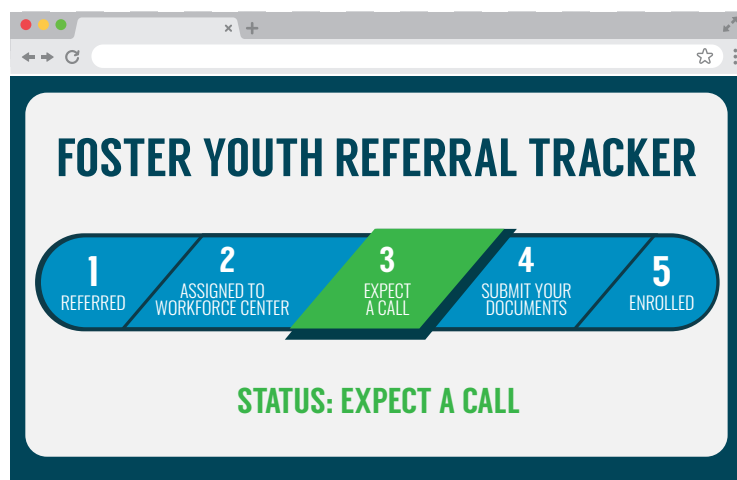 FOSTER YOUTH REFERRAL TRACKER
1
REFERRED
2
ASSIGNED TO
WORKFORCE CENTER
3
EXPECT
A CALL
4
SUBMIT YOUR
DOCUMENTS
5
ENROLLED
STATUS: EXPECT A CALL